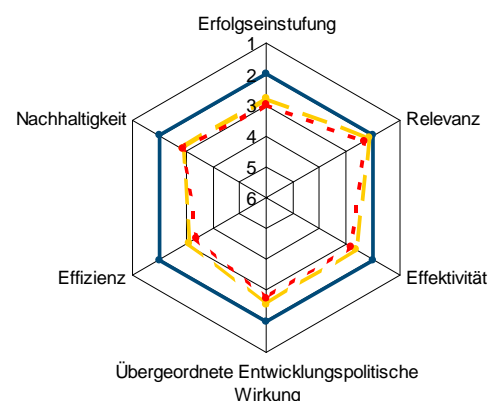 Erfolgseinstufung
1
2
3
4
5
6
Nachhaltigkeit
Relevanz
Effizienz
Effektivität
Übergeordnete Entwicklungspolitische
Wirkung